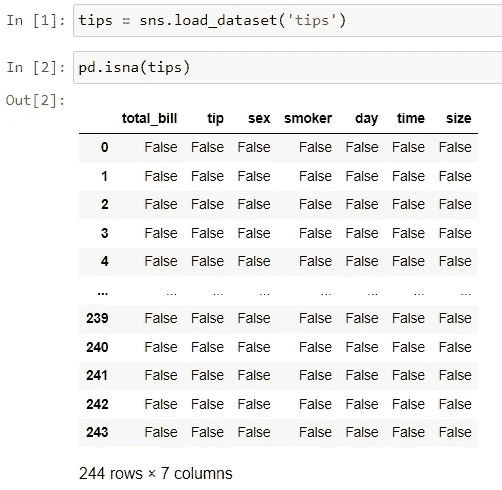 In [1]: tips = sns.load_dataset('tips')
In [2]: pd.isna(tips)
Out[2]:
total_bill tip sex smoker day time size
0 False False False False False False False
1 False False False False False False False
2 False False False False False False False
3 False False False False False False False
4 False False False False False False False
... ... ... ... ... ... ... ...
239 False False False False False False False
240 False False False False False False False
241 False False False False False False False
242 False False False False False False False
243 False False False False False False False
244 rows × 7 columns